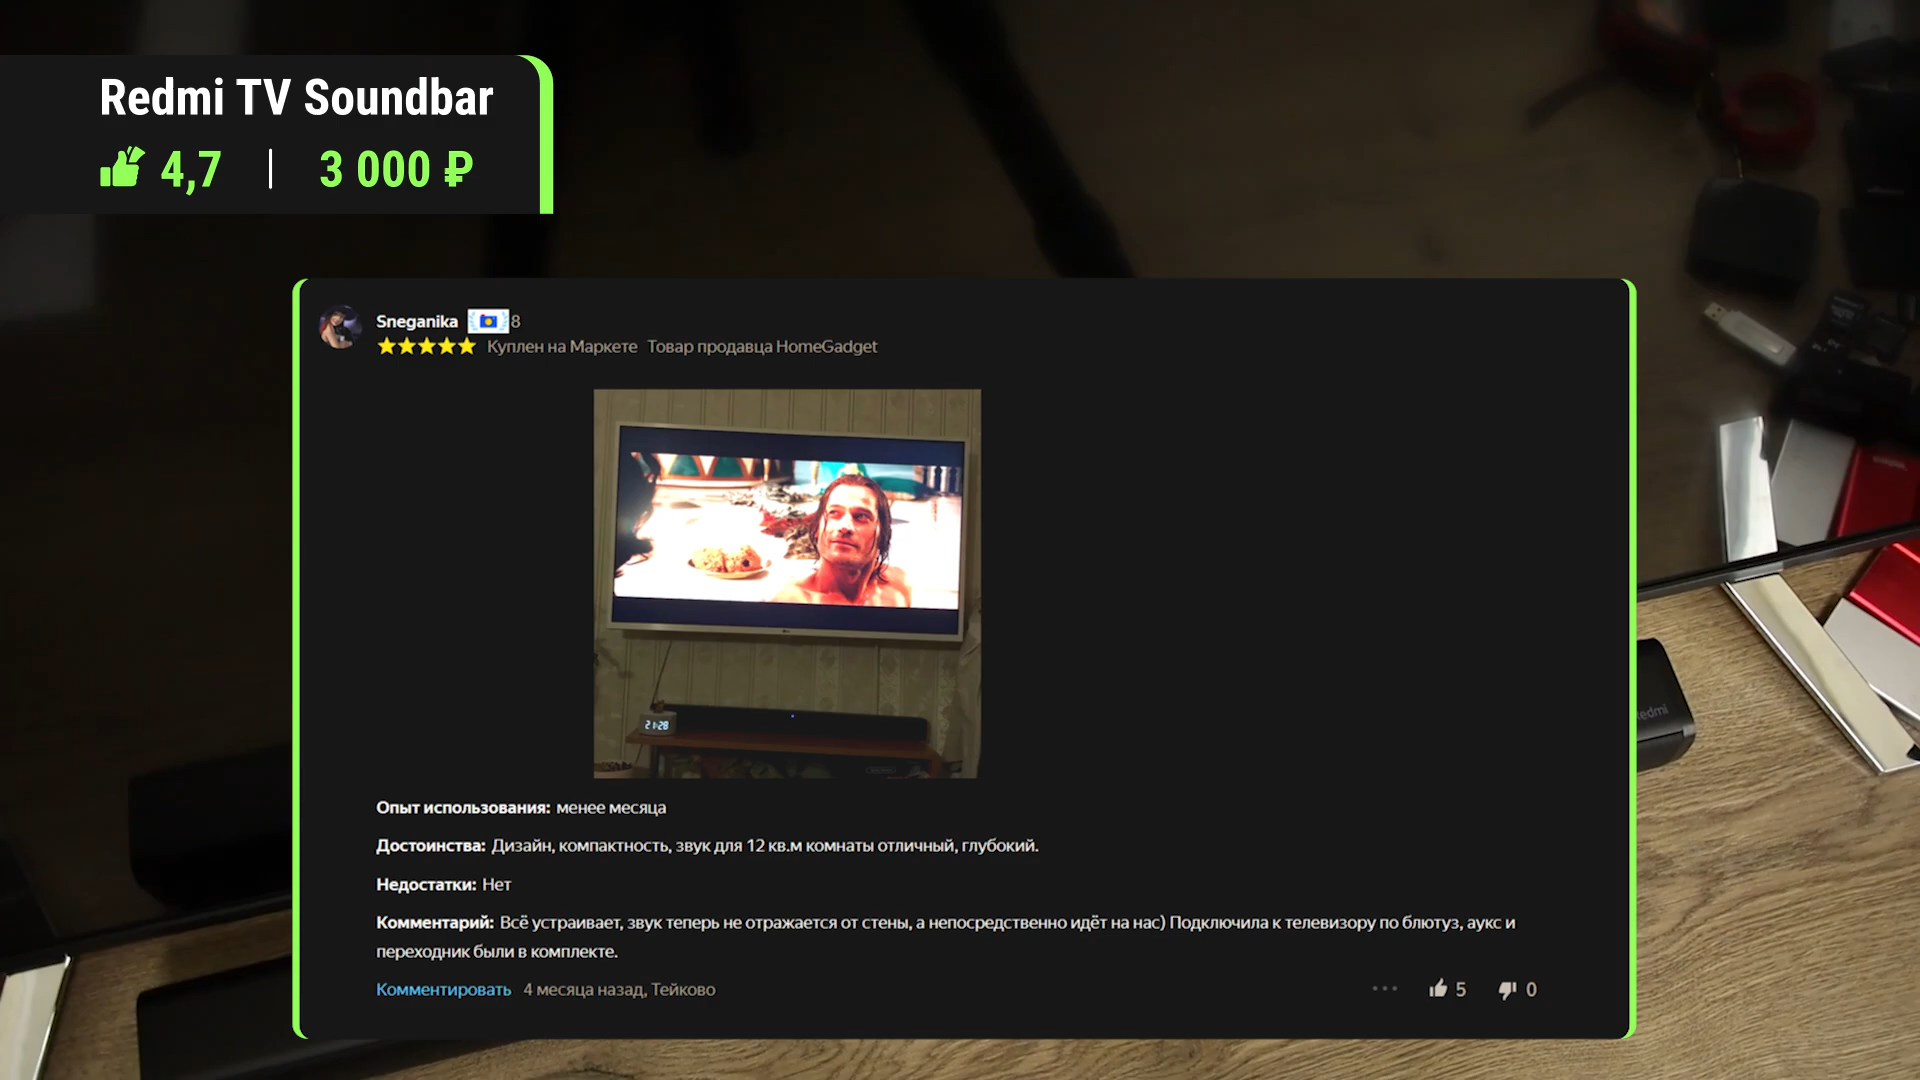 Redmi TV Soundbar
4,7 | 3 000 ₽
Sneganika 8
Куплен на Маркете Товар продавца HomeGadget
21:28
Опыт использования: менее месяца
Достоинства: Дизайн, компактность, звук для 12 кв.м комнаты отличный, глубокий.
Недостатки: Нет
Комментарий: Всё устраивает, звук теперь не отражается от стены, а непосредственно идёт на нас) Подключила к телевизору по блютуз, аукс и
переходник были в комплекте.
Комментировать 4 месяца назад, Тейково
5 0
Redmi